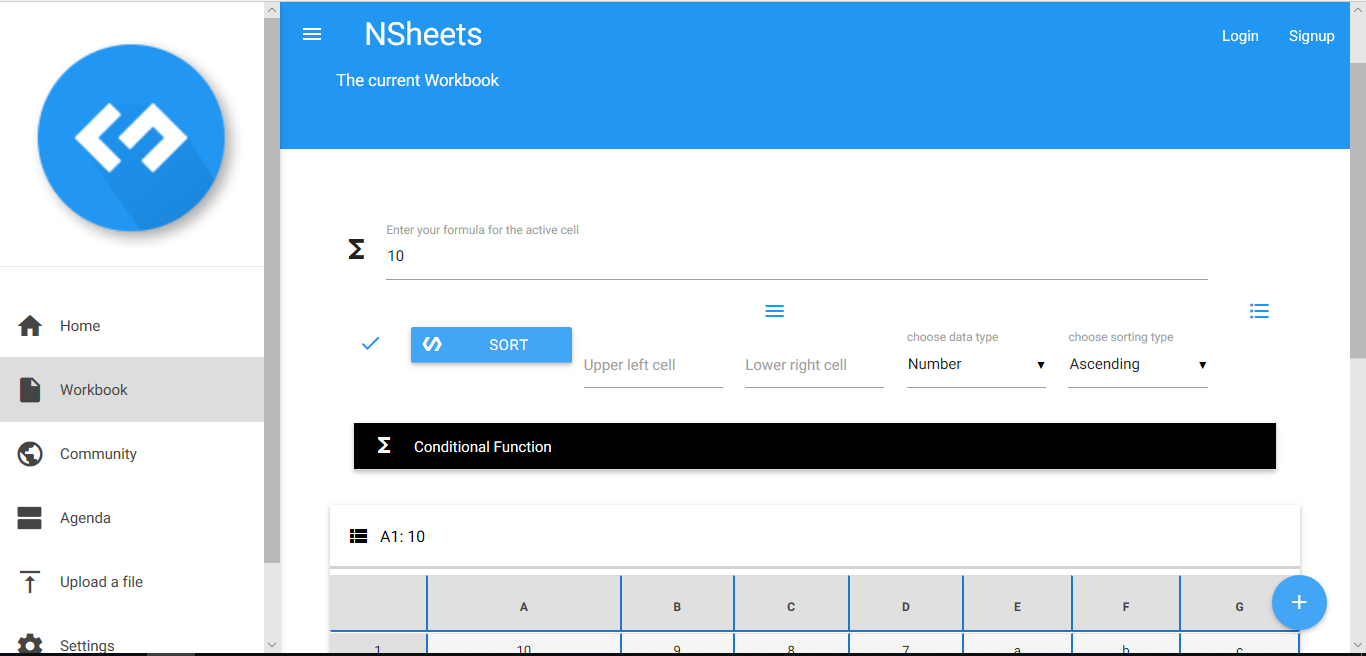 NSheets
Login
Signup
The current Workbook
Home
Workbook
Community
Agenda
Upload a file
Settings
Enter your formula for the active cell
10
SORT
Upper left cell
Lower right cell
choose data type
Number
choose sorting type
Ascending
Conditional Function
A1: 10
A B C D E F G
1 10 9 8 7 a b c